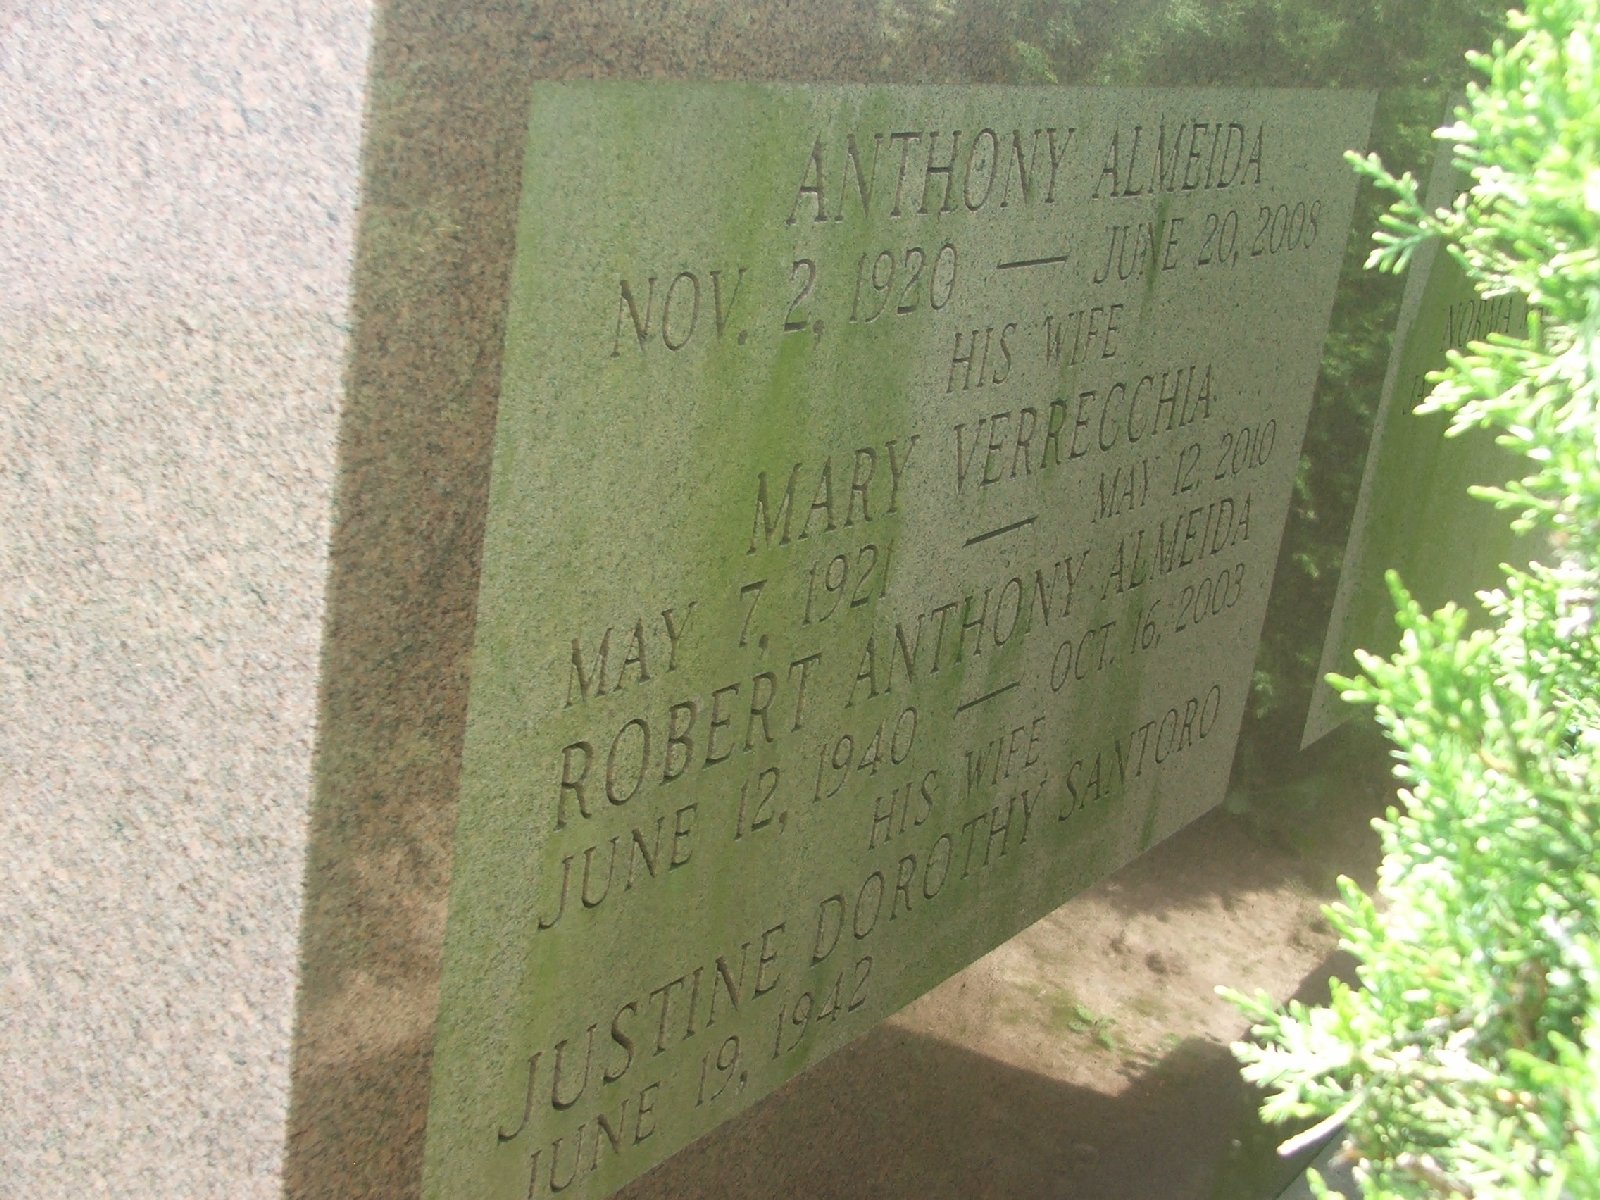 ANTHONY ALMEIDA
NOV. 2, 1920 — JUNE 20, 2008
HIS WIFE
MARY VERRECCHIA
MAY 7, 1921 — MAY 12, 2010
ROBERT ANTHONY ALMEIDA
JUNE 12, 1940 — OCT. 16, 2003
HIS WIFE
JUSTINE DOROTHY SANTORO
JUNE 19, 1942
NORMA